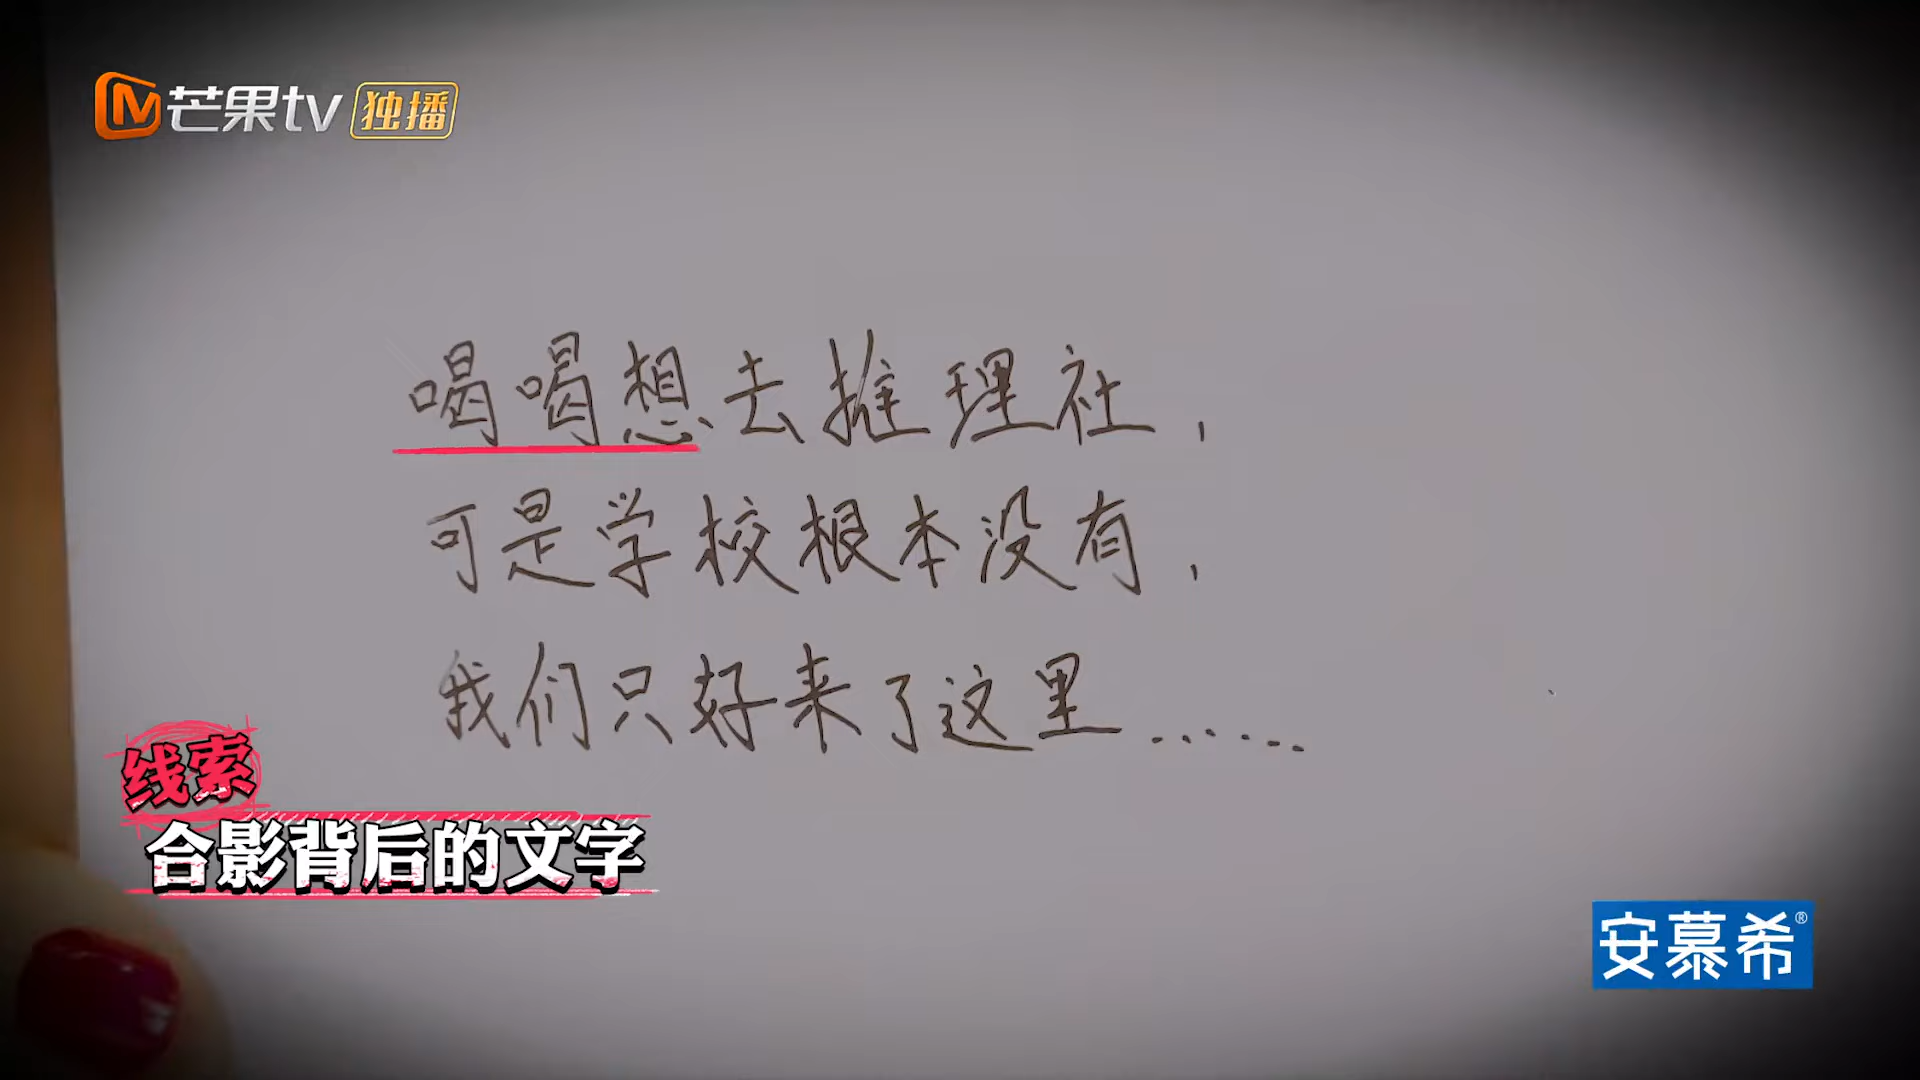 芒果tv 独播
喝喝想去推理社，
可是学校根本没有，
我们只好来了这里……
线索
合影背后的文字
安慕希®